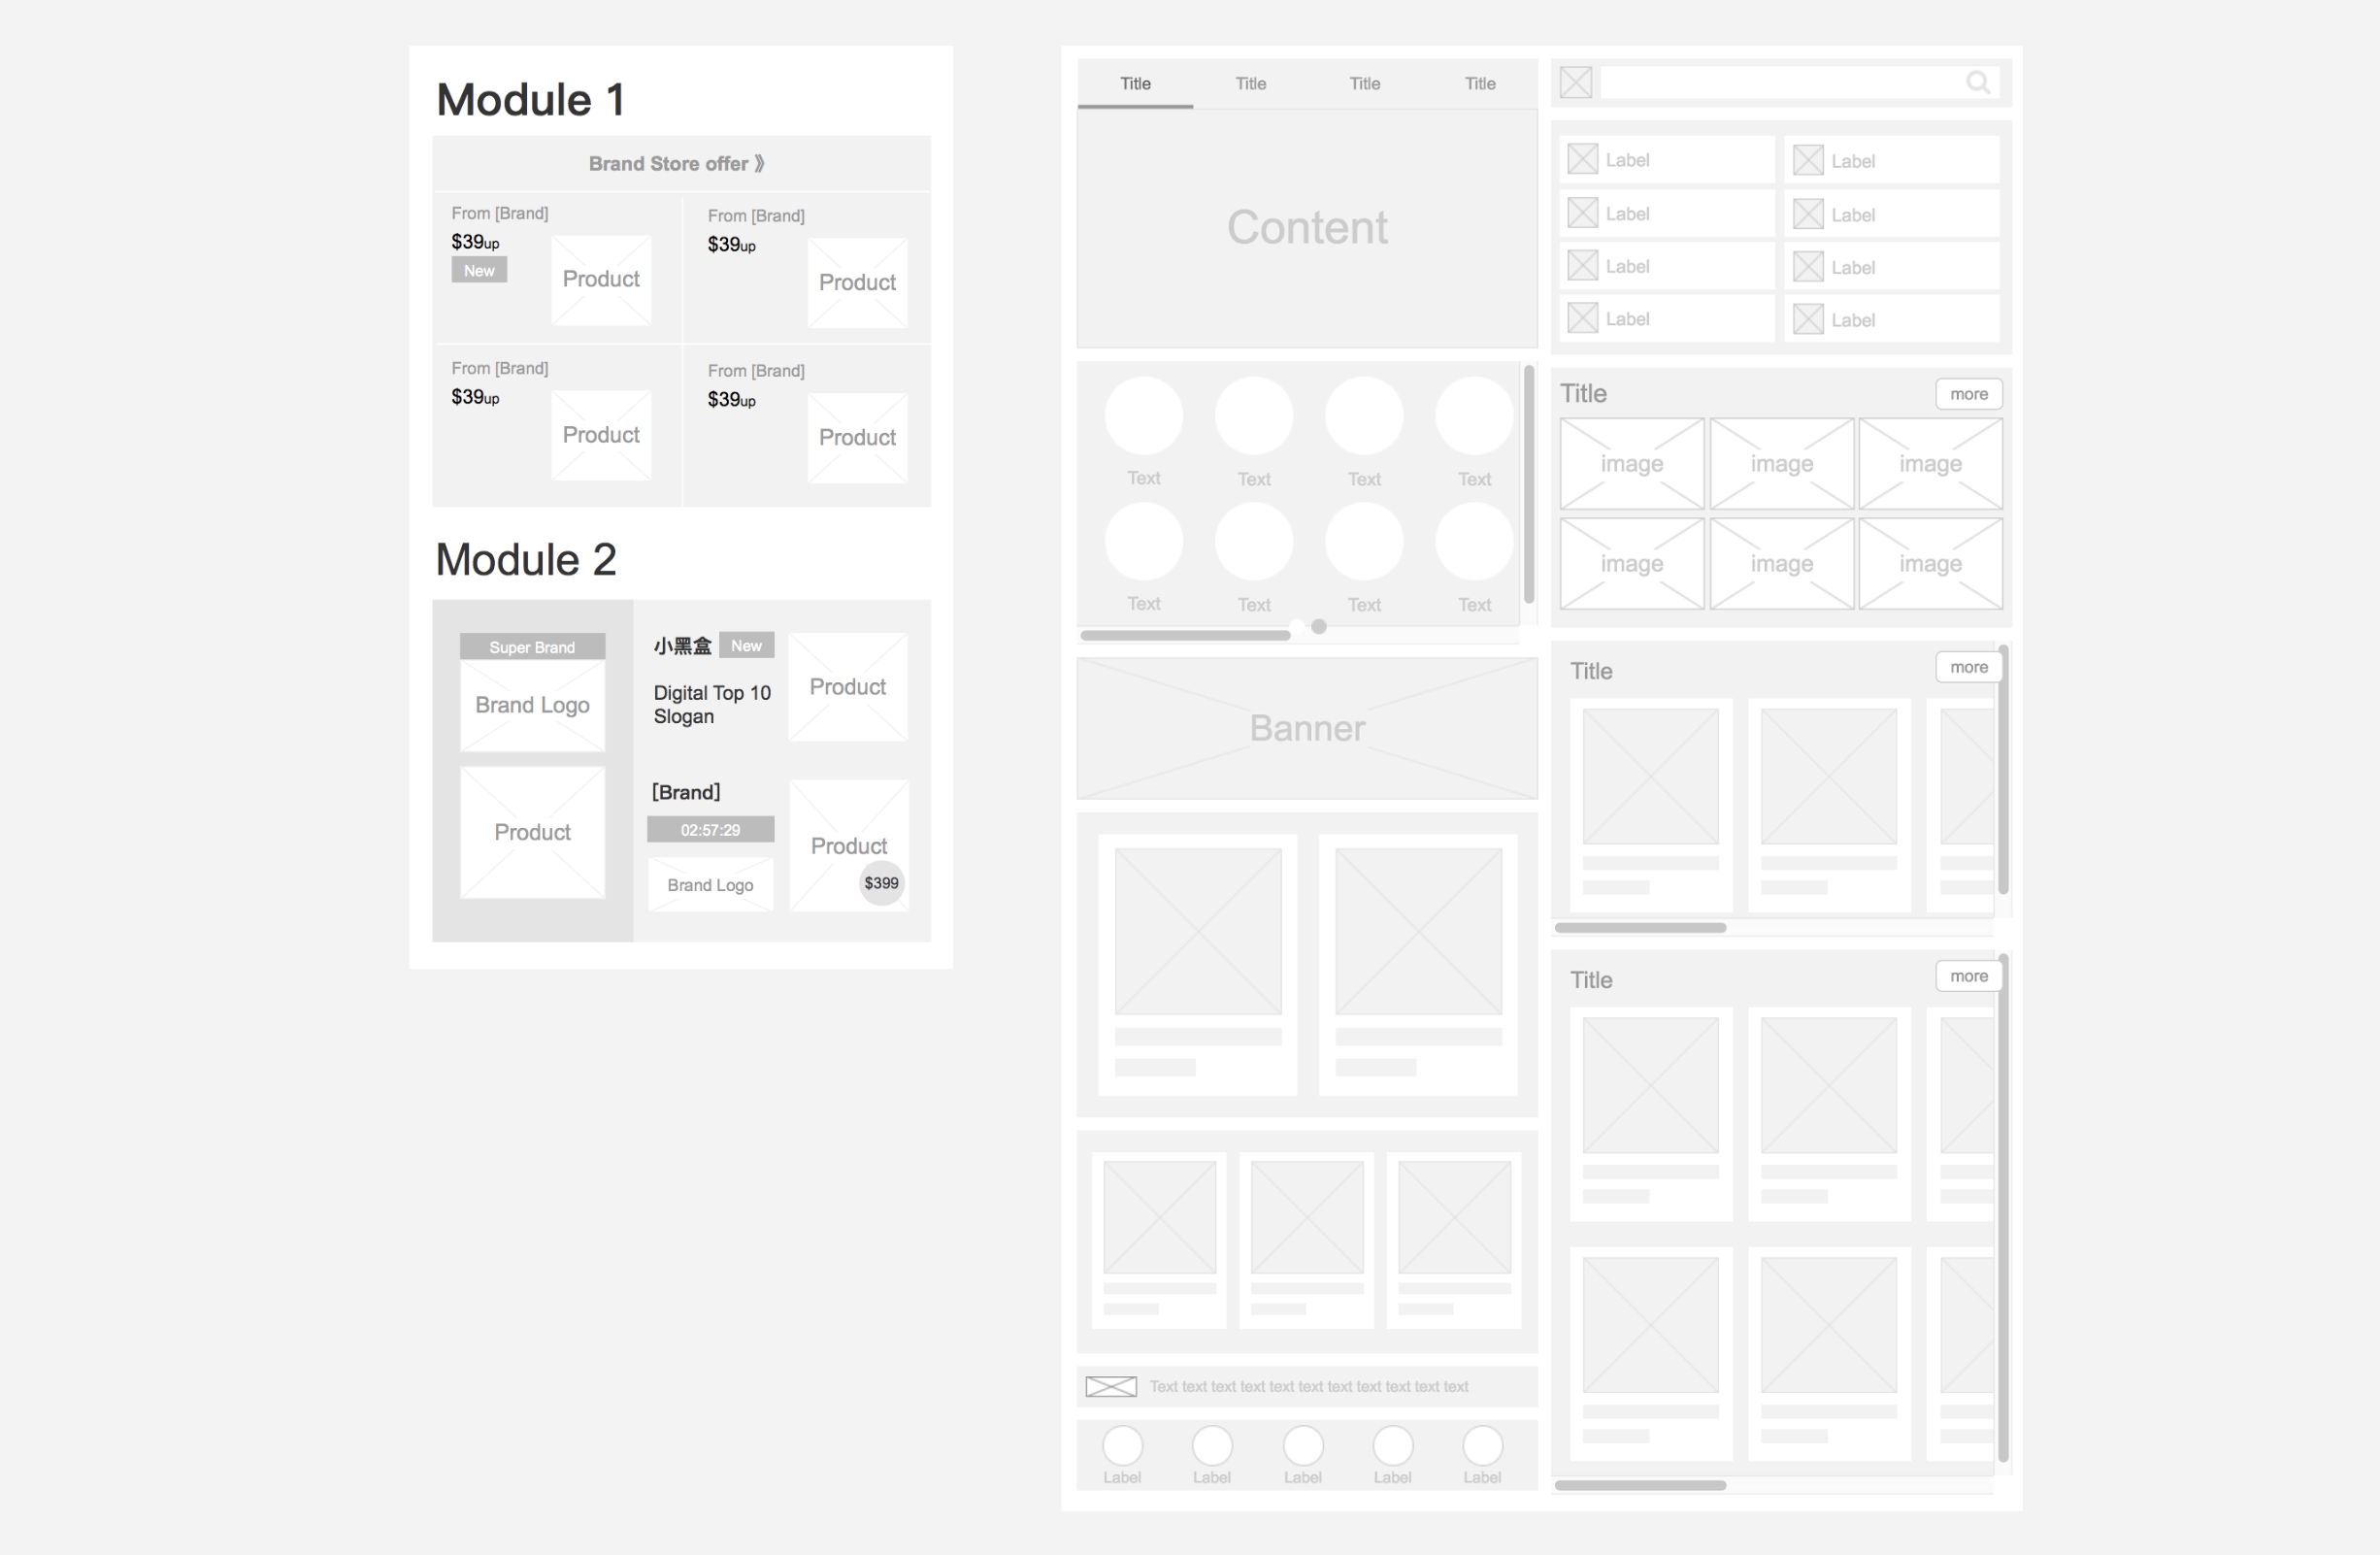 Module 1
Brand Store offer 》
From [Brand]
$39up
New
Product
From [Brand]
$39up
Product
From [Brand]
$39up
Product
From [Brand]
$39up
Product
Module 2
Super Brand
Brand Logo
Product
小黑盒 New
Digital Top 10
Slogan
Product
[Brand]
02:57:29
Brand Logo
Product
$399
Title Title Title Title
Content
Text Text Text Text
Text Text Text Text
Banner
Text text text text text text text text text text text
Label Label Label Label Label
Label Label
Label Label
Label Label
Label Label
Title more
image image image
image image image
Title more
Title more